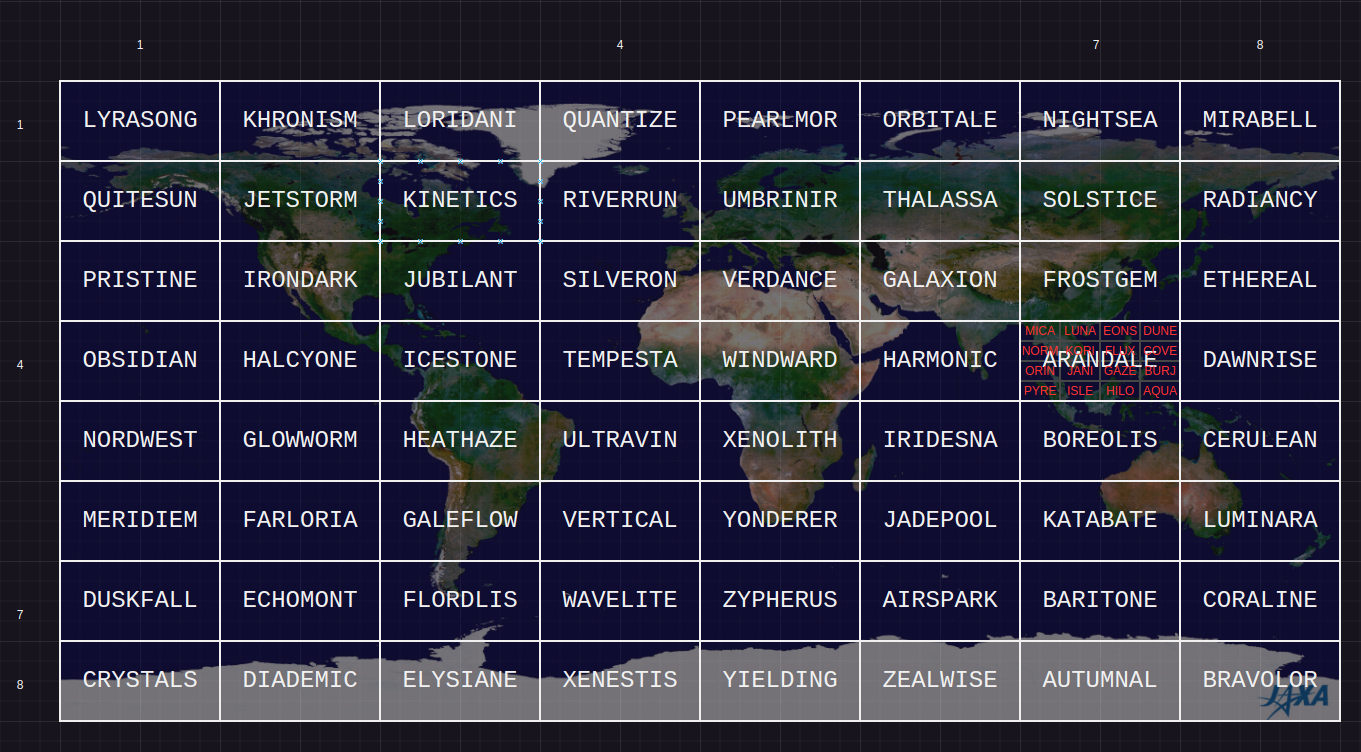 1 4 7 8
1 LYRASONG KHRONISM LORIDANI QUANTIZE PEARLMOR ORBITALE NIGHTSEA MIRABELL
QUITESUN JETSTORM KINETICS RIVERRUN UMBRINIR THALASSA SOLSTICE RADIANCY
PRISTINE IRONDARK JUBILANT SILVERON VERDANCE GALAXION FROSTGEM ETHEREAL
MICA LUNA EONS DUNE
NORM KORI FLUX COVE
4 OBSIDIAN HALCYONE ICESTONE TEMPESTA WINDWARD HARMONIC ARANDALE DAWNRISE
ORIN JANI GAZE BURJ
PYRE ISLE HILO AQUA
NORDWEST GLOWWORM HEATHAZE ULTRAVIN XENOLITH IRIDESNA BOREOLIS CERULEAN
MERIDIEM FARLORIA GALEFLOW VERTICAL YONDERER JADEPOOL KATABATE LUMINARA
7 DUSKFALL ECHOMONT FLORDLIS WAVELITE ZYPHERUS AIRSPARK BARITONE CORALINE
8 CRYSTALS DIADEMIC ELYSIANE XENESTIS YIELDING ZEALWISE AUTUMNAL BRAVOLOR
JAXA